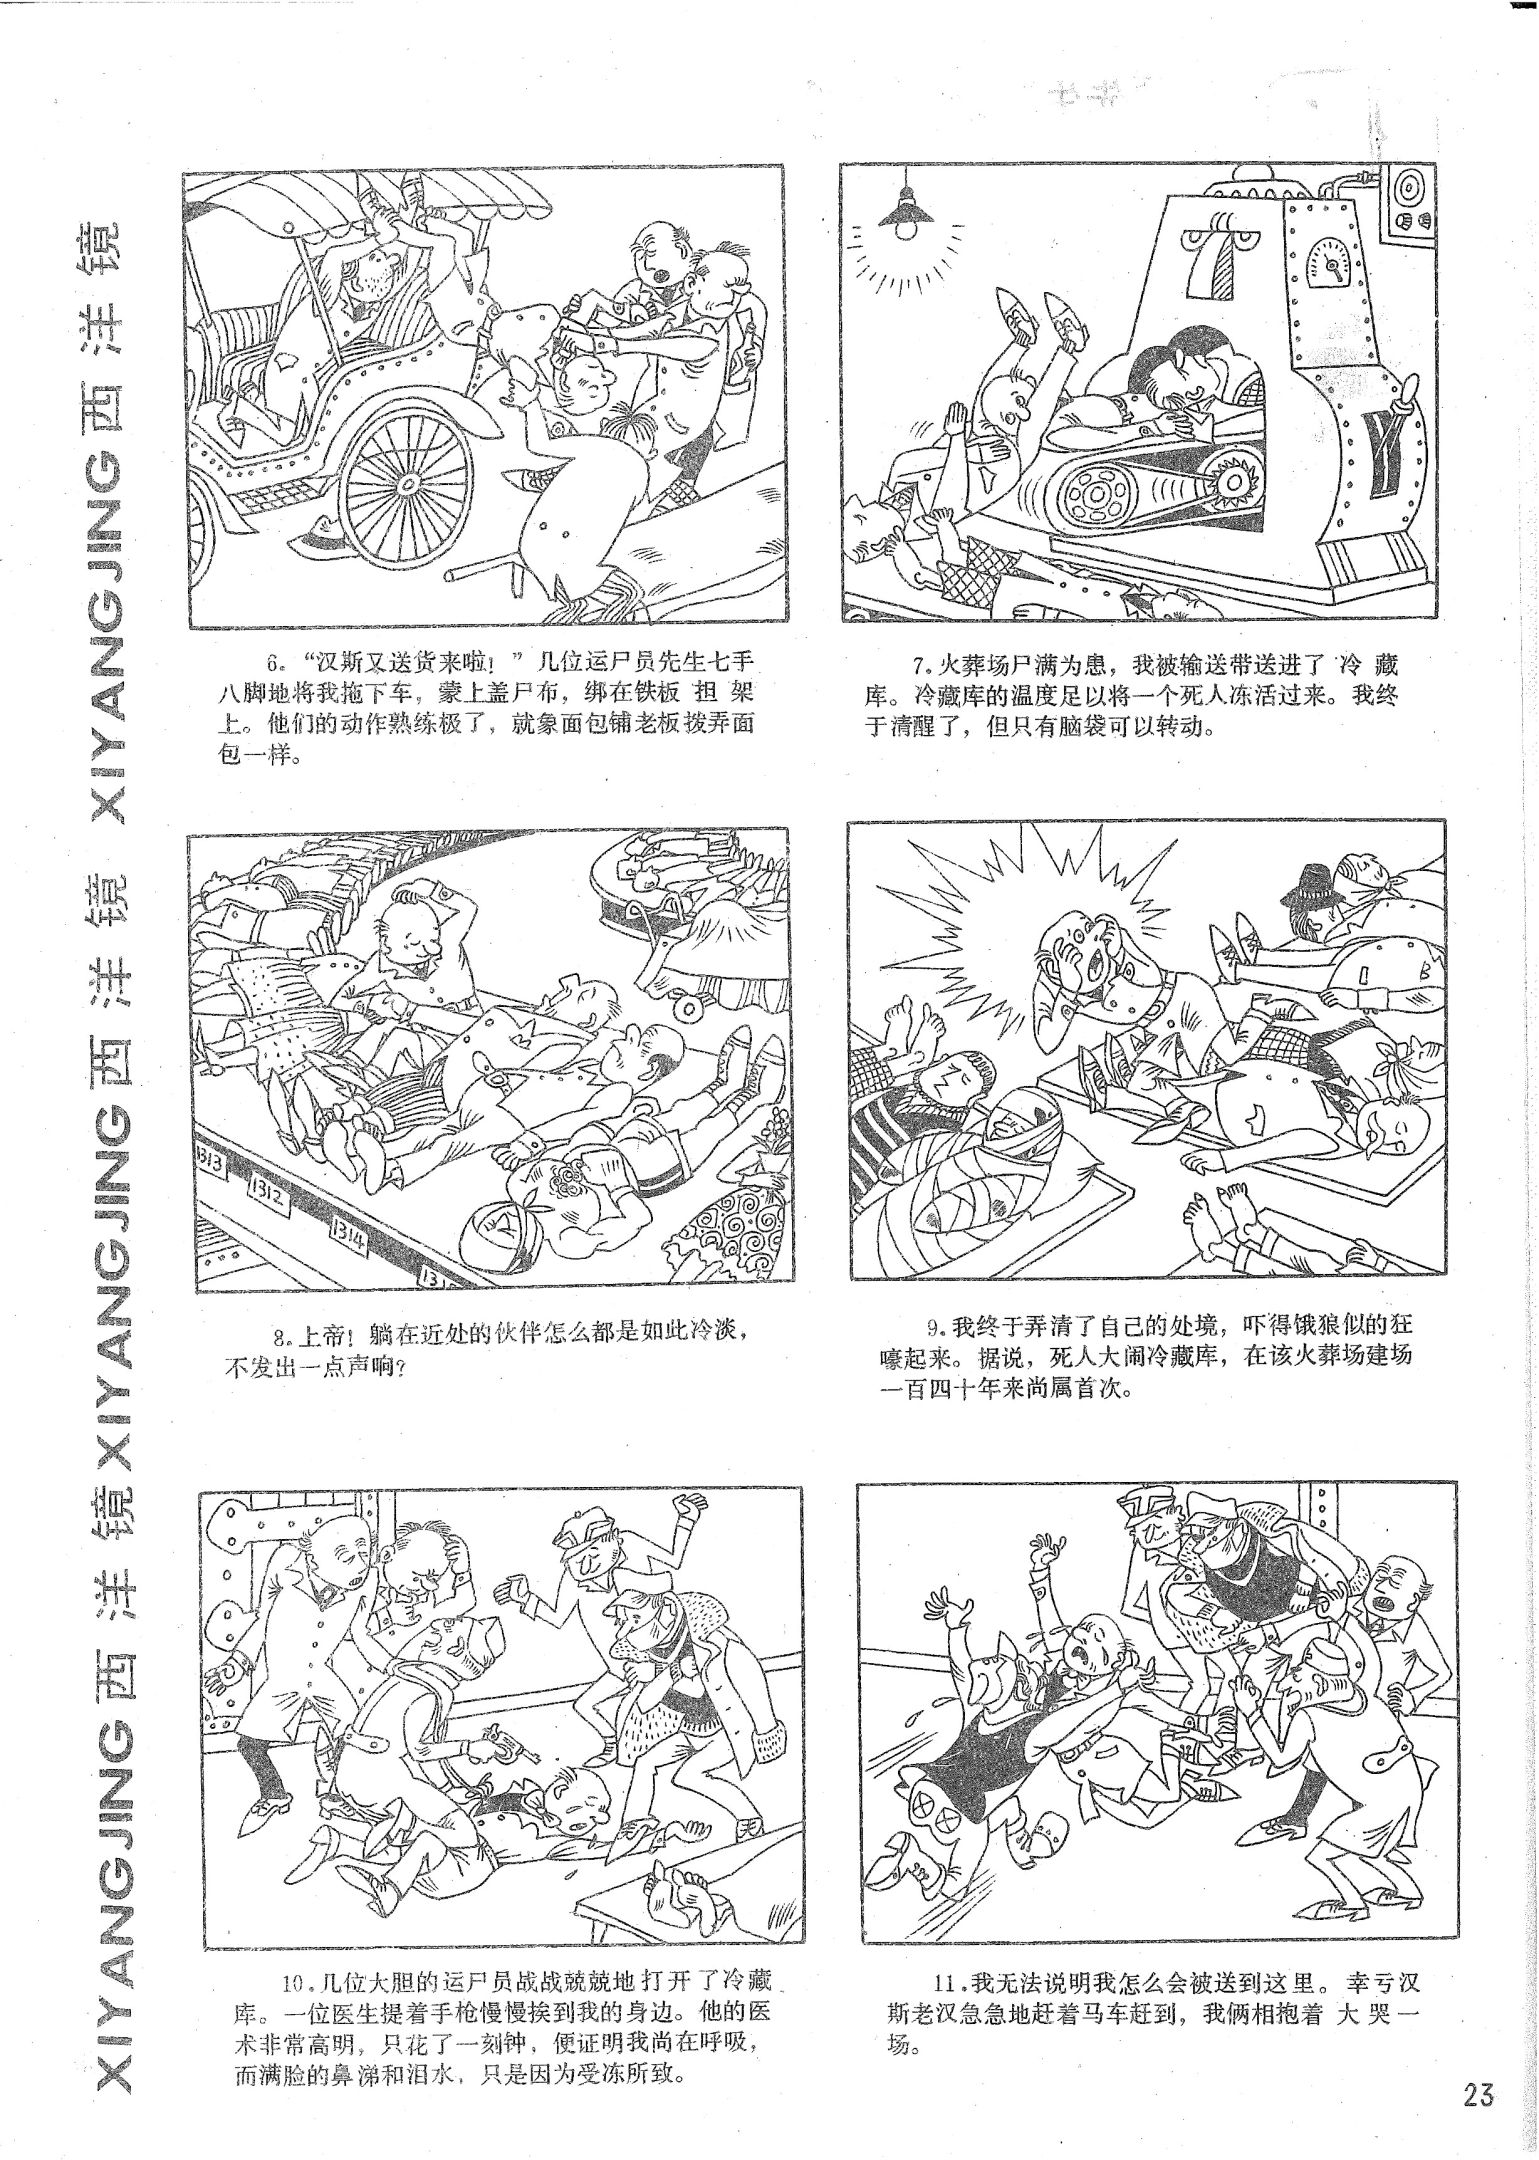 西洋镜 XIYANGJING 西洋镜 XIYANGJING 西洋镜 XIYANGJING 西洋镜 XIYANGJING
6。“汉斯又送货来啦！”几位运尸员先生七手
八脚地将我拖下车，蒙上盖尸布，绑在铁板担架
上。他们的动作熟练极了，就象面包铺老板拨弄面
包一样。
7。火葬场尸满为患，我被输送带送进了冷藏
库。冷藏库的温度足以将一个死人冻活过来。我终
于清醒了，但只有脑袋可以转动。
1313
1312
1314
B
8。上帝！躺在近处的伙伴怎么都是如此冷淡，
不发出一点声响？
9。我终于弄清了自己的处境，吓得饿狼似的狂
嚎起来。据说，死人大闹冷藏库，在该火葬场建场
一百四十年来尚属首次。
10。几位大胆的运尸员战战兢兢地打开了冷藏
库。一位医生提着手枪慢慢挨到我的身边。他的医
术非常高明，只花了一刻钟，便证明我尚在呼吸，
而满脸的鼻涕和泪水，只是因为受冻所致。
11。我无法说明我怎么会被送到这里。幸亏汉
斯老汉急急地赶着马车赶到，我俩相抱着大哭一
场。
23